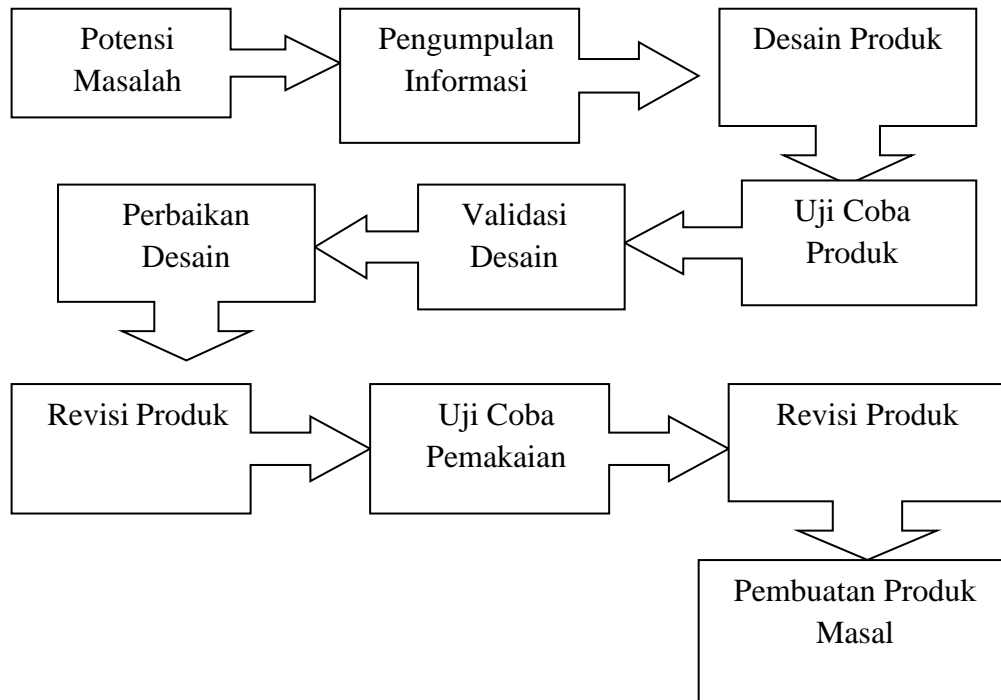 Potensi
Masalah
Pengumpulan
Informasi
Desain Produk
Uji Coba
Produk
Validasi
Desain
Perbaikan
Desain
Revisi Produk
Uji Coba
Pemakaian
Revisi Produk
Pembuatan Produk
Masal